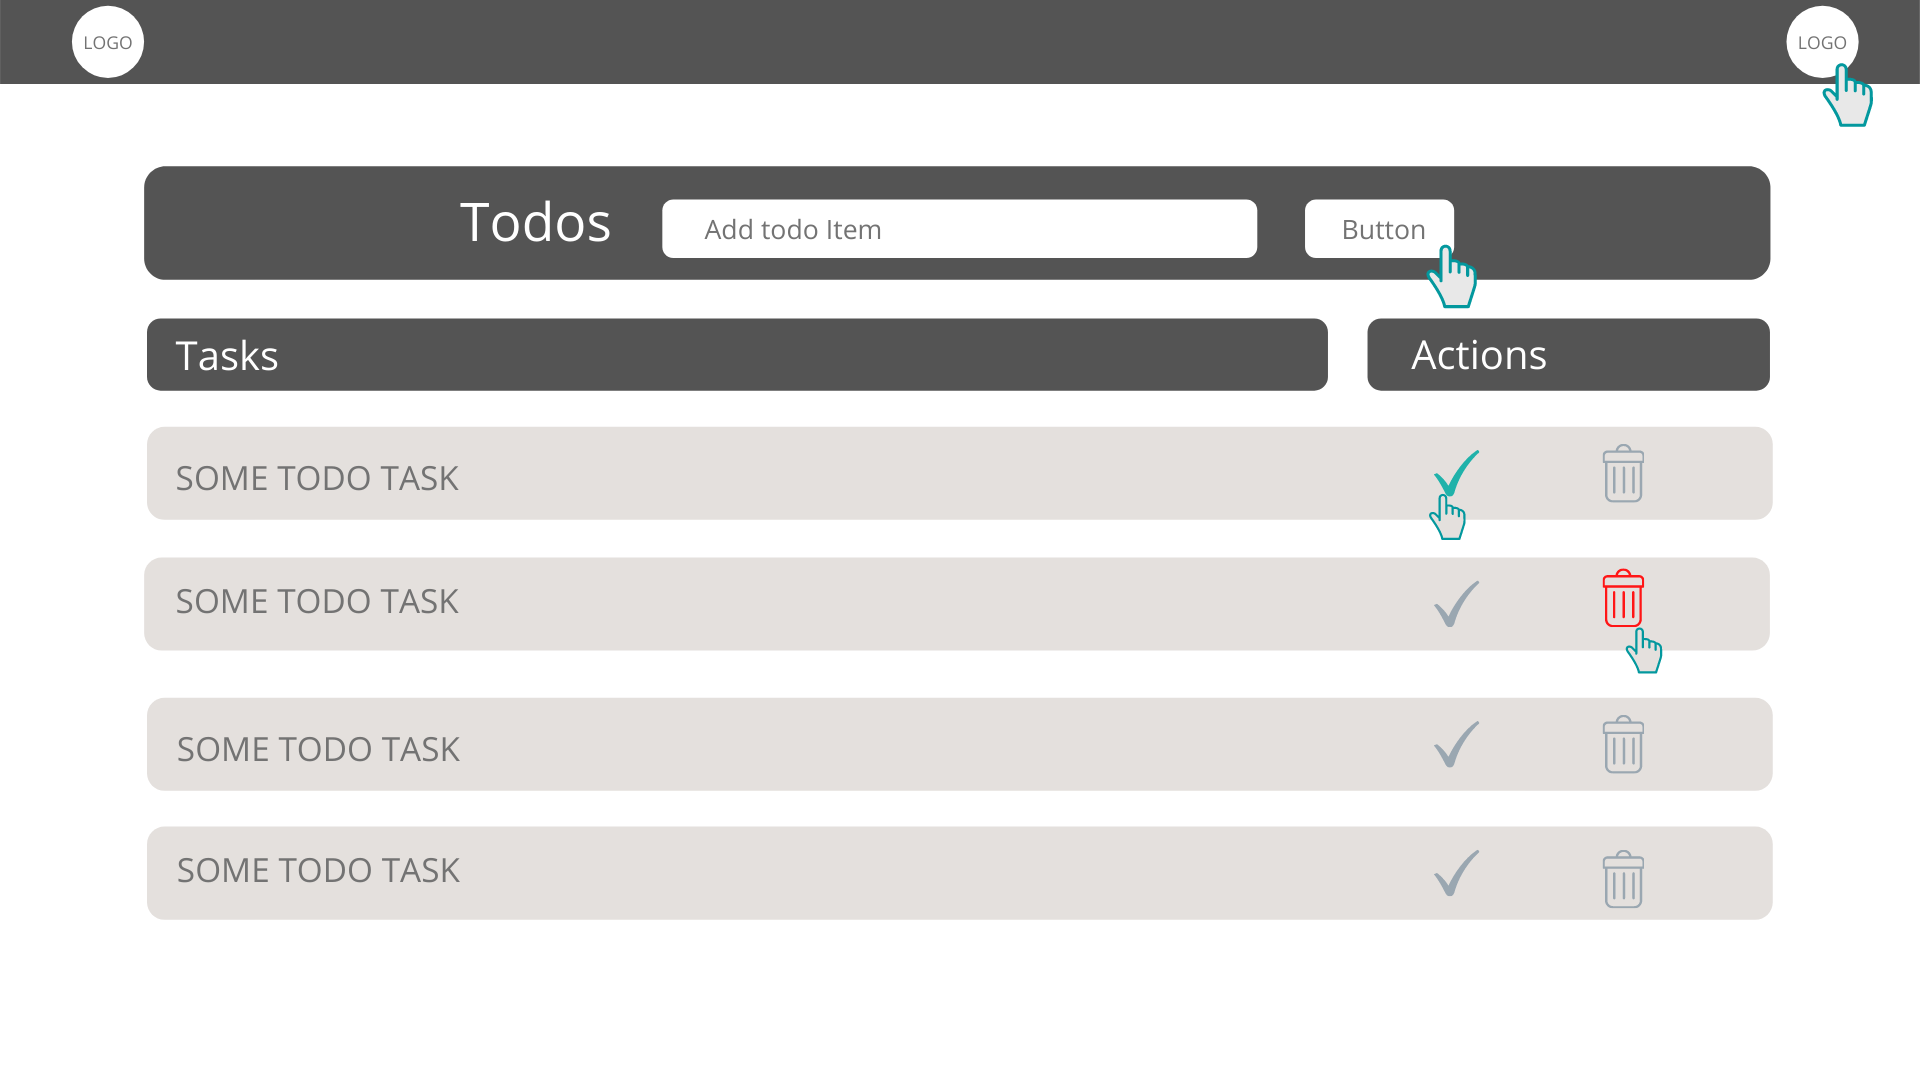 LOGO
LOGO
Todos
Add todo Item
Button
Tasks
Actions
SOME TODO TASK
SOME TODO TASK
SOME TODO TASK
SOME TODO TASK